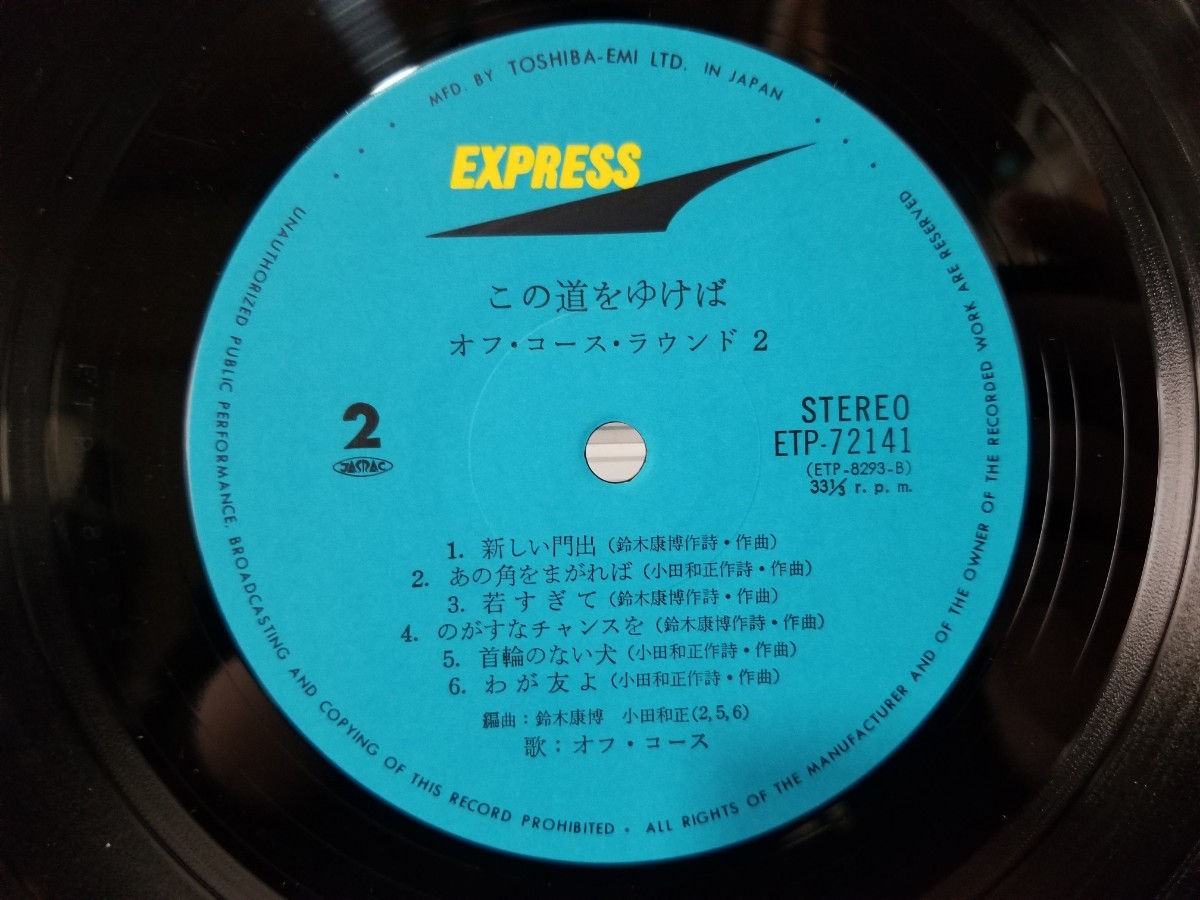 MFD. BY TOSHIBA-EMI LTD. IN JAPAN
EXPRESS
この道をゆけば
オフ・コース・ラウンド 2
2
JASRAC
STEREO
ETP-72141
(ETP-8293-B)
33 1/3 r. p. m.
1. 新しい門出 (鈴木康博作詩・作曲)
2. あの角をまがれば (小田和正作詩・作曲)
3. 若すぎて (鈴木康博作詩・作曲)
4. のがすなチャンスを (鈴木康博作詩・作曲)
5. 首輪のない犬 (小田和正作詩・作曲)
6. わが友よ (小田和正作詩・作曲)
編曲：鈴木康博 小田和正(2,5,6)
歌：オフ・コース
UNAUTHORIZED PUBLIC PERFORMANCE, BROADCASTING AND COPYING OF THIS RECORD PROHIBITED • ALL RIGHTS OF THE MANUFACTURER AND OF THE OWNER OF THE RECORDED WORK ARE RESERVED